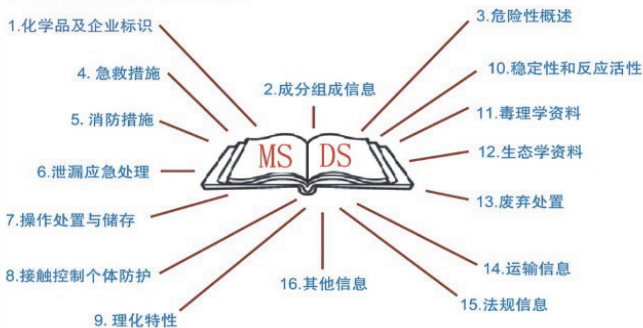 1.化学品及企业标识
3.危险性概述
4. 急救措施
2.成分组成信息
10.稳定性和反应活性
5. 消防措施
11.毒理学资料
MS DS
12.生态学资料
6.泄漏应急处理
13.废弃处置
7.操作处置与储存
8.接触控制个体防护
16.其他信息
14.运输信息
9. 理化特性
15.法规信息